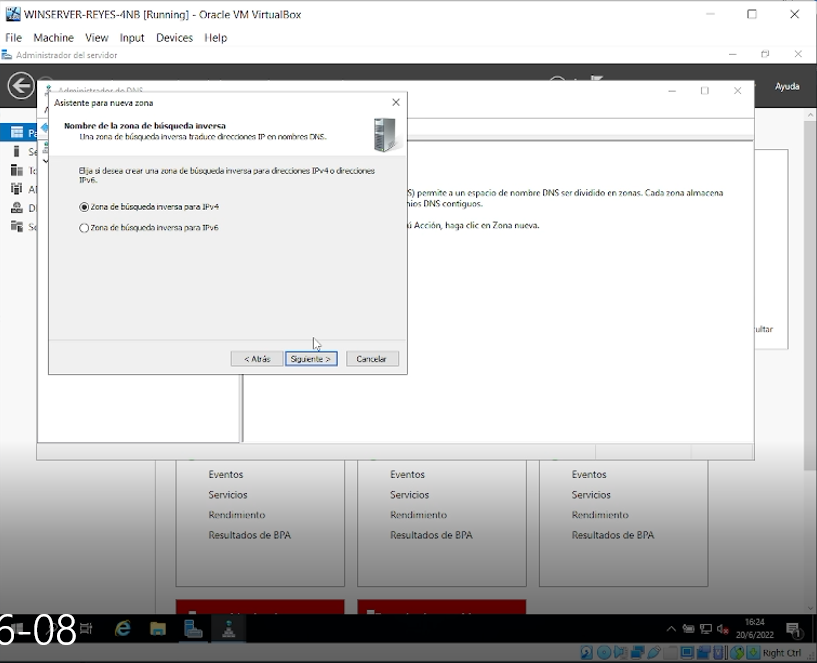 WINSERVER-REYES-4NB [Running] - Oracle VM VirtualBox
File Machine View Input Devices Help
Administrador del servidor
Ayuda
Administrador de DNS
Asistente para nueva zona
Nombre de la zona de búsqueda inversa
Una zona de búsqueda inversa traduce direcciones IP en nombres DNS.
Elija si desea crear una zona de búsqueda inversa para direcciones IPv4 o direcciones
IPv6.
Zona de búsqueda inversa para IPv4
Zona de búsqueda inversa para IPv6
< Atrás Siguiente > Cancelar
S) permite a un espacio de nombre DNS ser dividido en zonas. Cada zona almacena
nios DNS contiguos.
ú Acción, haga clic en Zona nueva.
ultar
Eventos Eventos Eventos
Servicios Servicios Servicios
Rendimiento Rendimiento Rendimiento
Resultados de BPA Resultados de BPA Resultados de BPA
6-08
16:24
20/6/2022
1
Right Ctrl